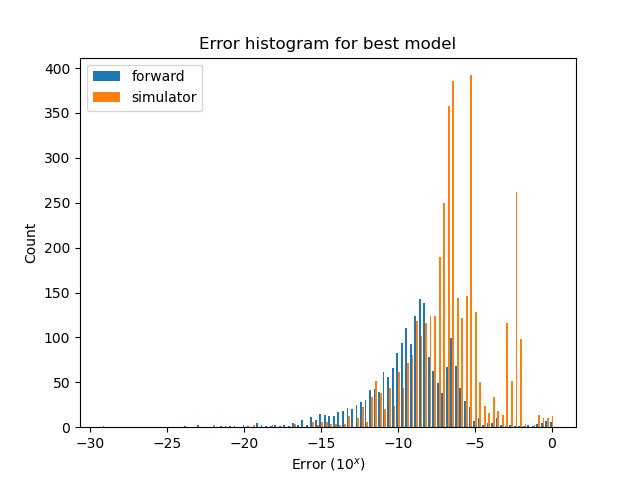 Error histogram for best model
forward
simulator
400
350
300
250
200
150
100
50
0
Count
−30 −25 −20 −15 −10 −5 0
Error (10^x)